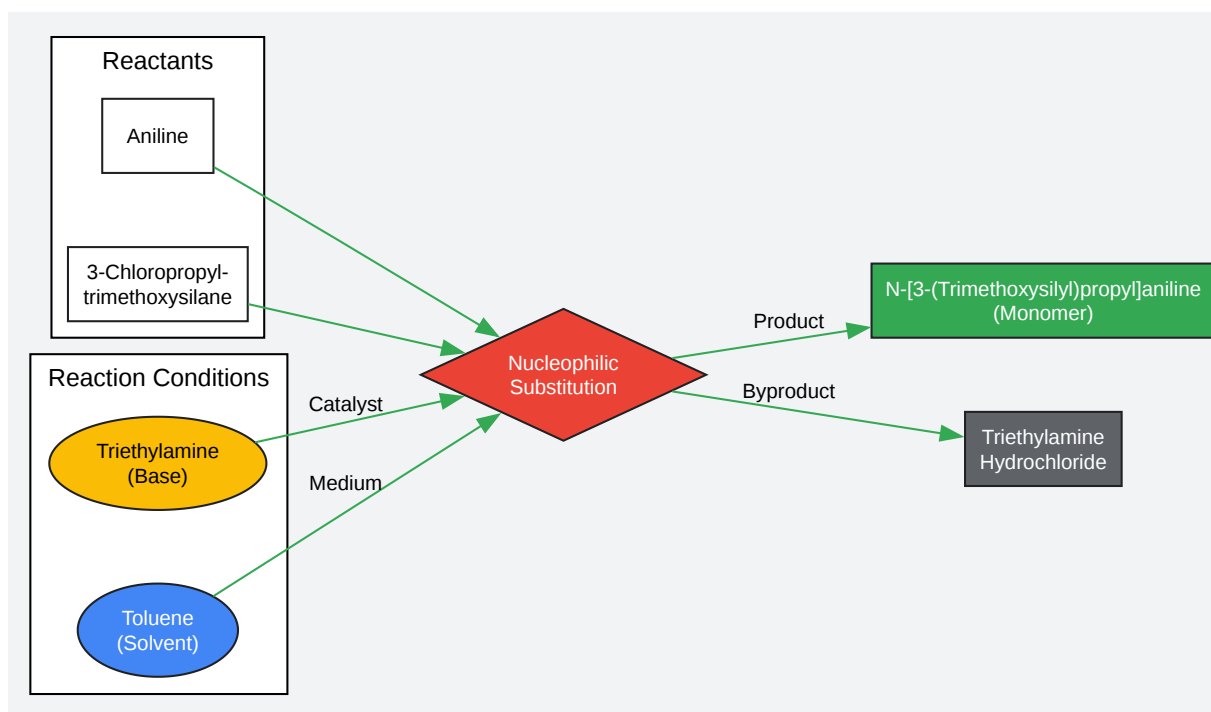 Reactants
Aniline
3-Chloropropyl-
trimethoxysilane
Reaction Conditions
Triethylamine
(Base)
Toluene
(Solvent)
Catalyst
Medium
Nucleophilic
Substitution
Product
Byproduct
N-[3-(Trimethoxysilyl)propyl]aniline
(Monomer)
Triethylamine
Hydrochloride